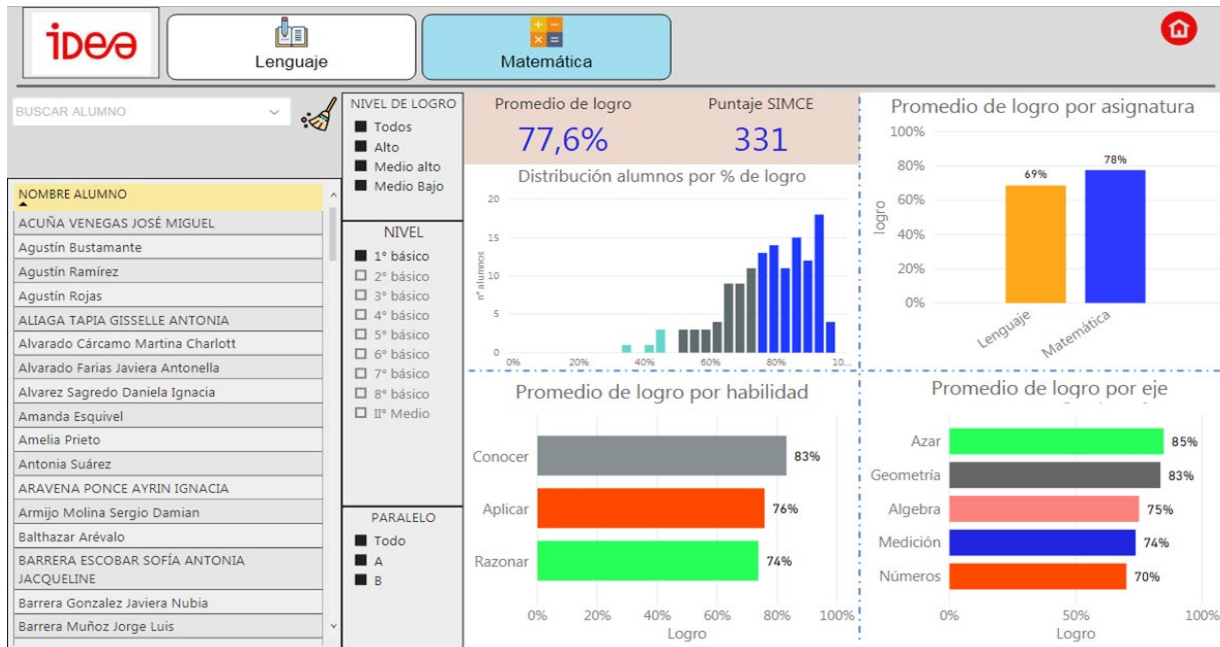 iDea
Lenguaje
Matemática
BUSCAR ALUMNO
NOMBRE ALUMNO
ACUÑA VENEGAS JOSÉ MIGUEL
Agustín Bustamante
Agustín Ramírez
Agustín Rojas
ALIAGA TAPIA GISSELLE ANTONIA
Alvarado Cárcamo Martina Charlott
Alvarado Farias Javiera Antonella
Alvarez Sagredo Daniela Ignacia
Amanda Esquivel
Amelia Prieto
Antonia Suárez
ARAVENA PONCE AYRIN IGNACIA
Armijo Molina Sergio Damian
Balthazar Arévalo
BARRERA ESCOBAR SOFÍA ANTONIA
JACQUELINE
Barrera Gonzalez Javiera Nubia
Barrera Muñoz Jorge Luis
NIVEL DE LOGRO
Todos
Alto
Medio alto
Medio Bajo
NIVEL
1° básico
2° básico
3° básico
4° básico
5° básico
6° básico
7° básico
8° básico
II° Medio
PARALELO
Todo
A
B
Promedio de logro
77,6%
Puntaje SIMCE
331
Distribución alumnos por % de logro
n° alumnos
20
15
10
5
0
0% 20% 40% 60% 80% 10...
Promedio de logro por asignatura
logro
100%
80%
60%
40%
20%
0%
69%
78%
Lenguaje
Matemática
Promedio de logro por habilidad
Conocer 83%
Aplicar 76%
Razonar 74%
0% 20% 40% 60% 80% 100%
Logro
Promedio de logro por eje
Azar 85%
Geometría 83%
Algebra 75%
Medición 74%
Números 70%
0% 50% 100%
Logro